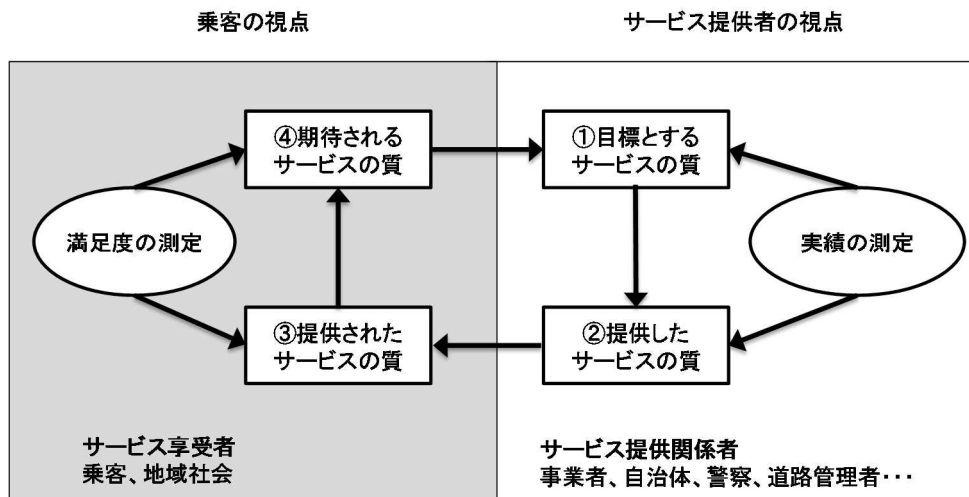 乗客の視点
サービス提供者の視点
④期待される
サービスの質
①目標とする
サービスの質
満足度の測定
実績の測定
③提供された
サービスの質
②提供した
サービスの質
サービス享受者
乗客、地域社会
サービス提供関係者
事業者、自治体、警察、道路管理者･･･